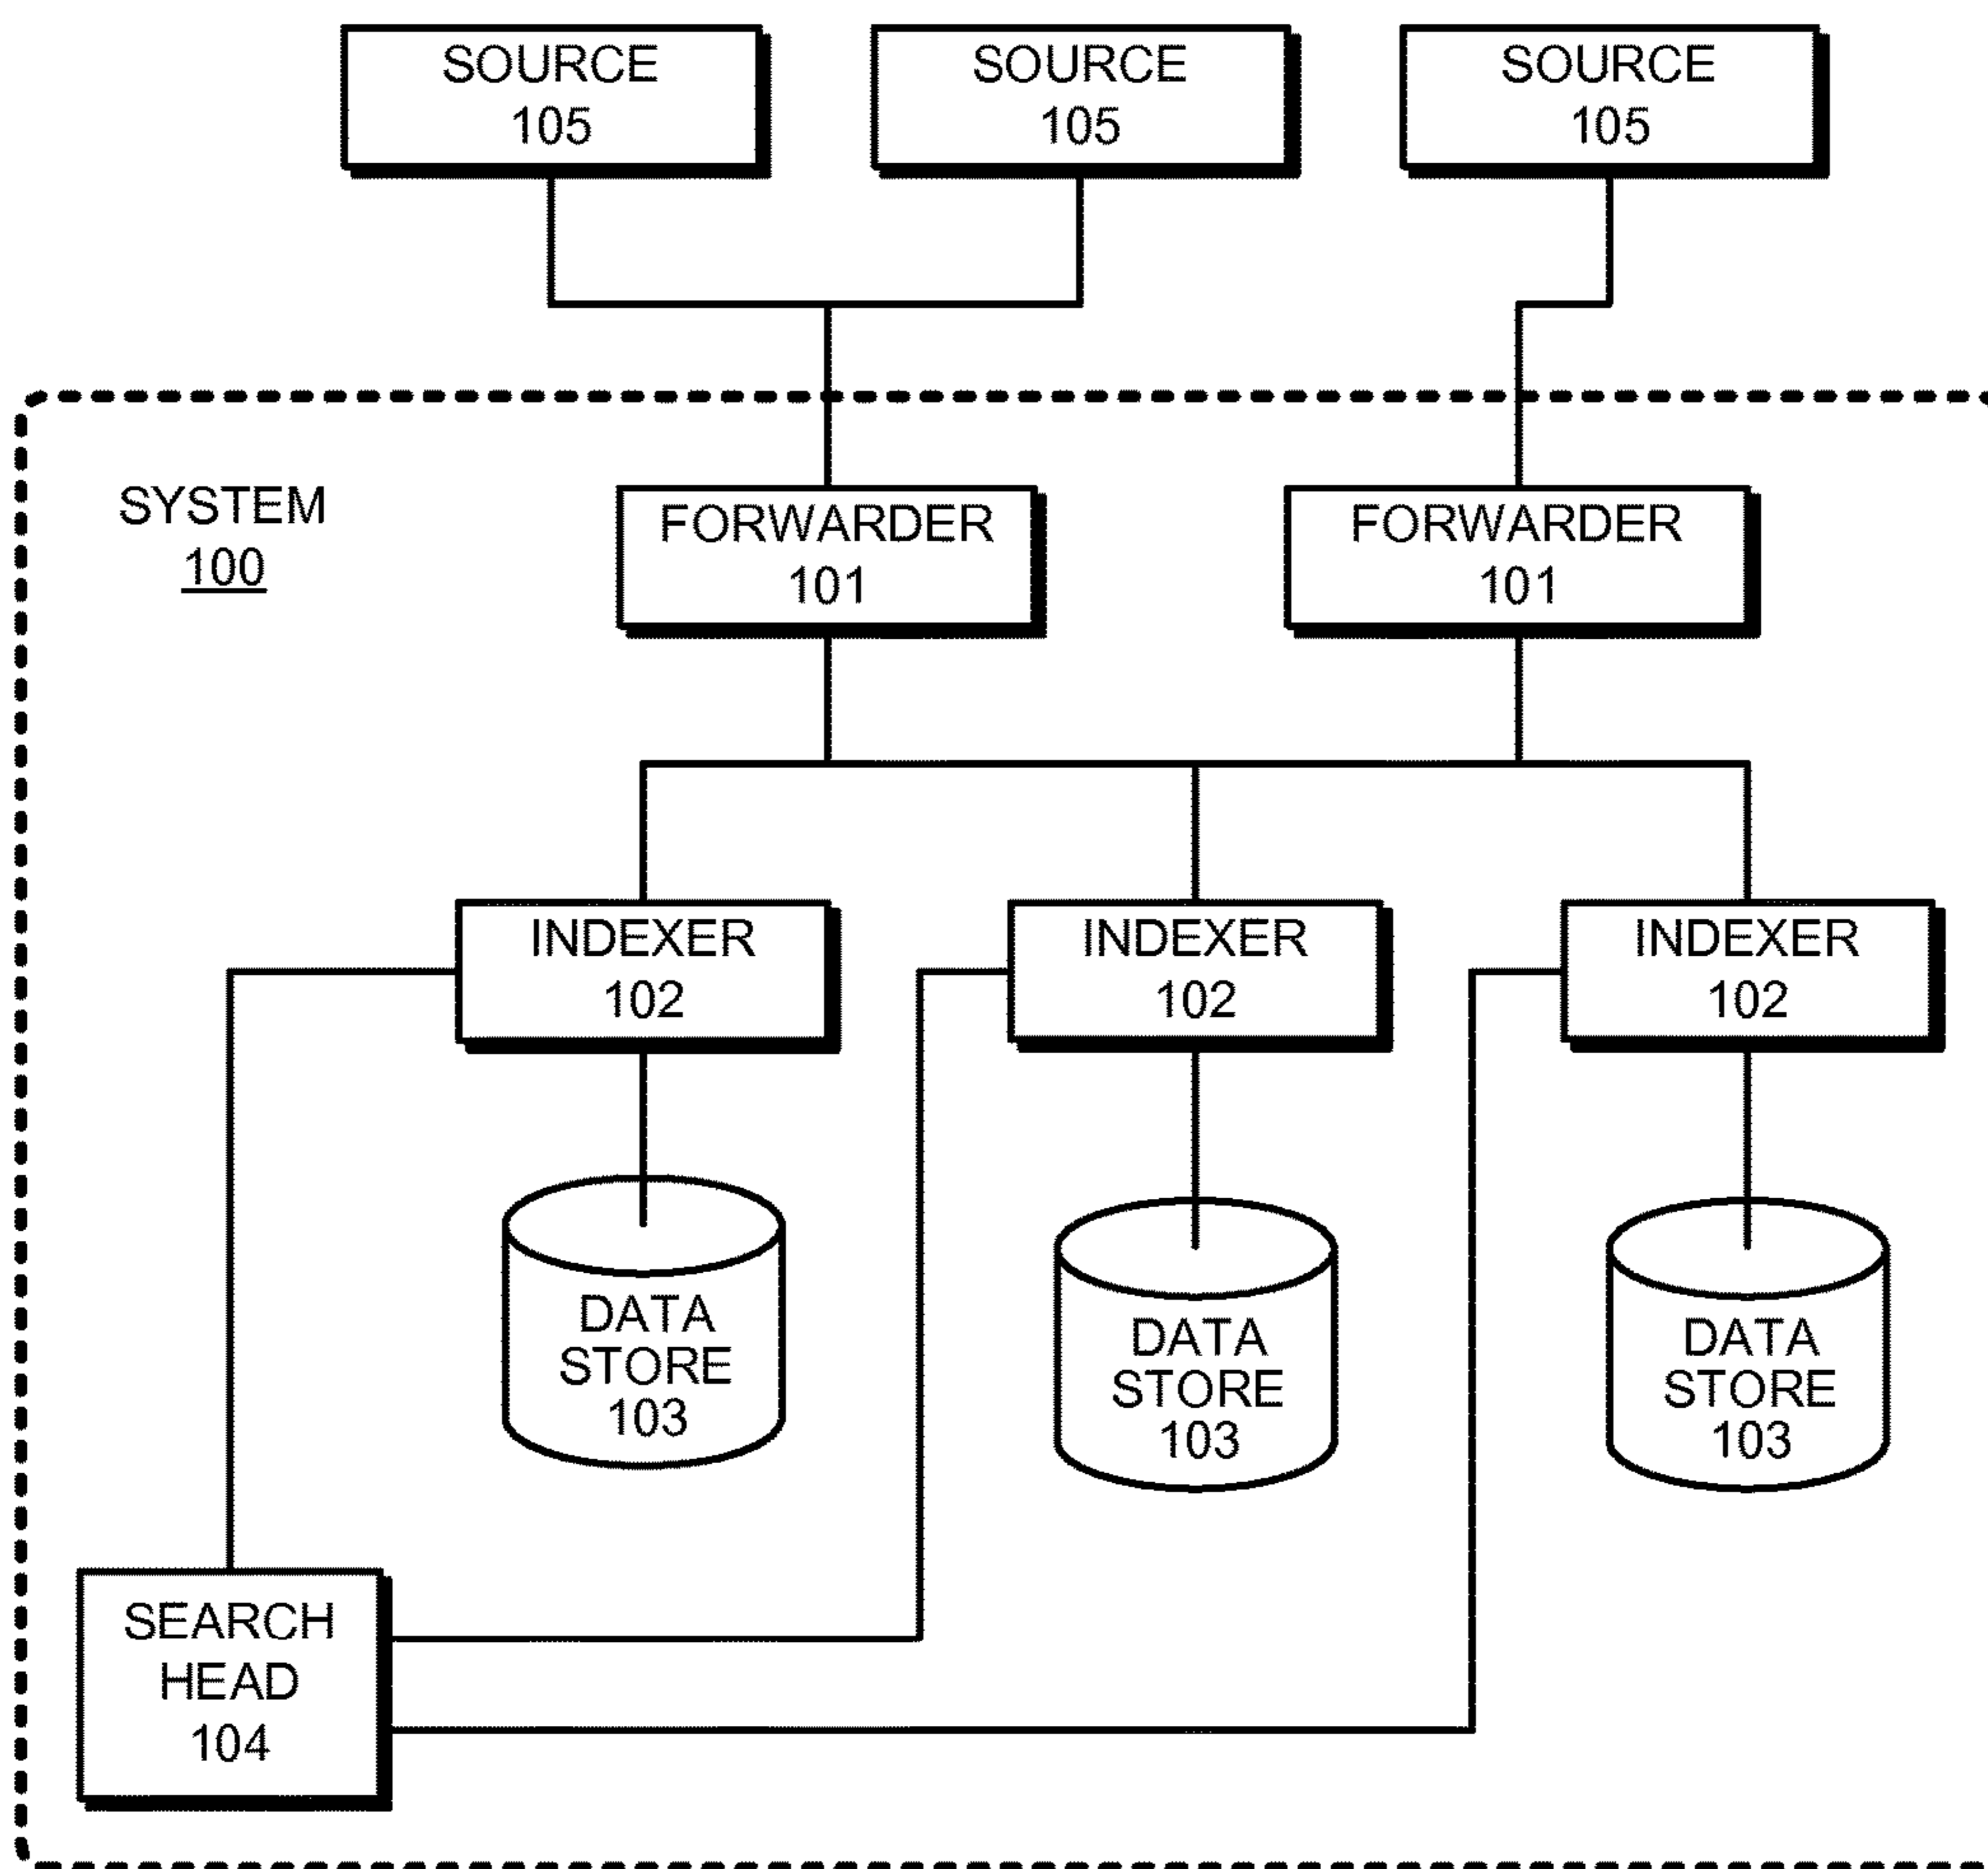 SOURCE
105
SOURCE
105
SOURCE
105
SYSTEM
100
FORWARDER
101
FORWARDER
101
INDEXER
102
INDEXER
102
INDEXER
102
DATA
STORE
103
DATA
STORE
103
DATA
STORE
103
SEARCH
HEAD
104